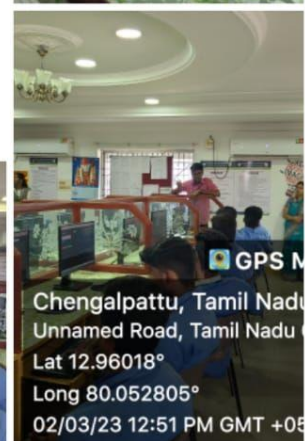 GPS M
Chengalpattu, Tamil Nadu
Unnamed Road, Tamil Nadu
Lat 12.96018°
Long 80.052805°
02/03/23 12:51 PM GMT +05